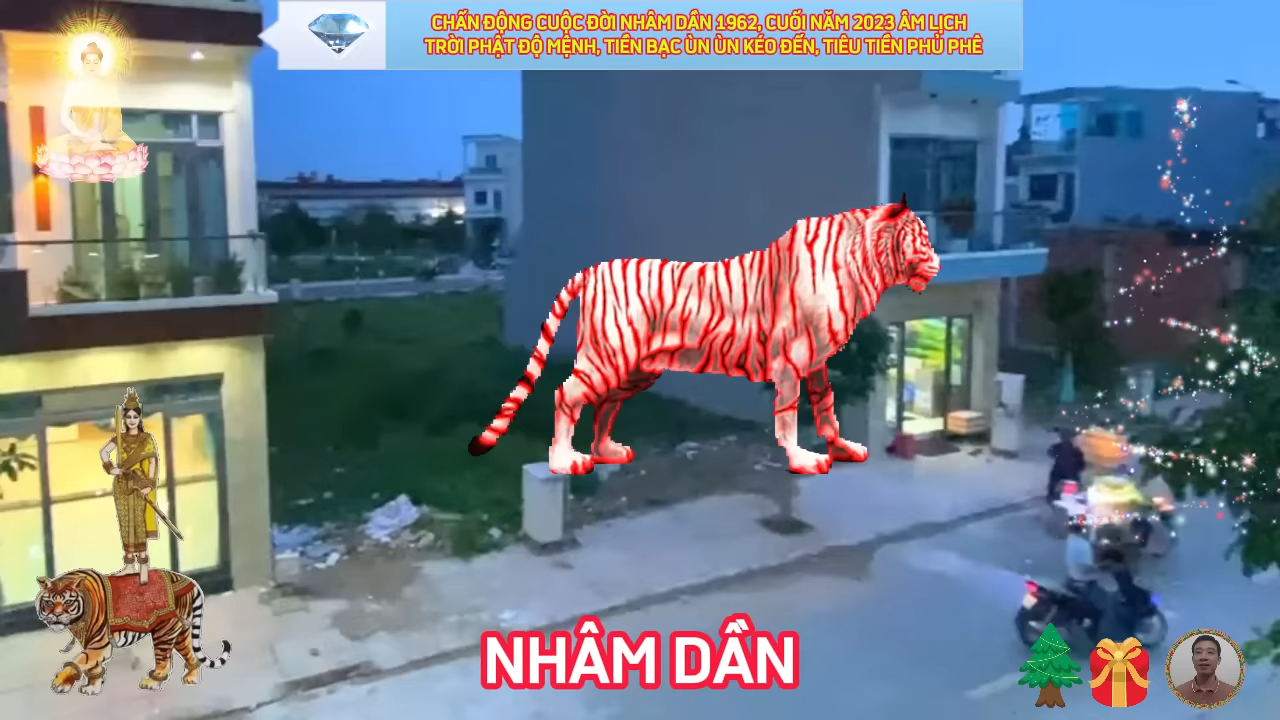 CHẤN ĐỘNG CUỘC ĐỜI NHÂM DẦN 1962, CUỐI NĂM 2023 ÂM LỊCH
TRỜI PHẬT ĐỘ MỆNH, TIỀN BẠC ÙN ÙN KÉO ĐẾN, TIÊU TIỀN PHỦ PHÊ
NHÂM DẦN